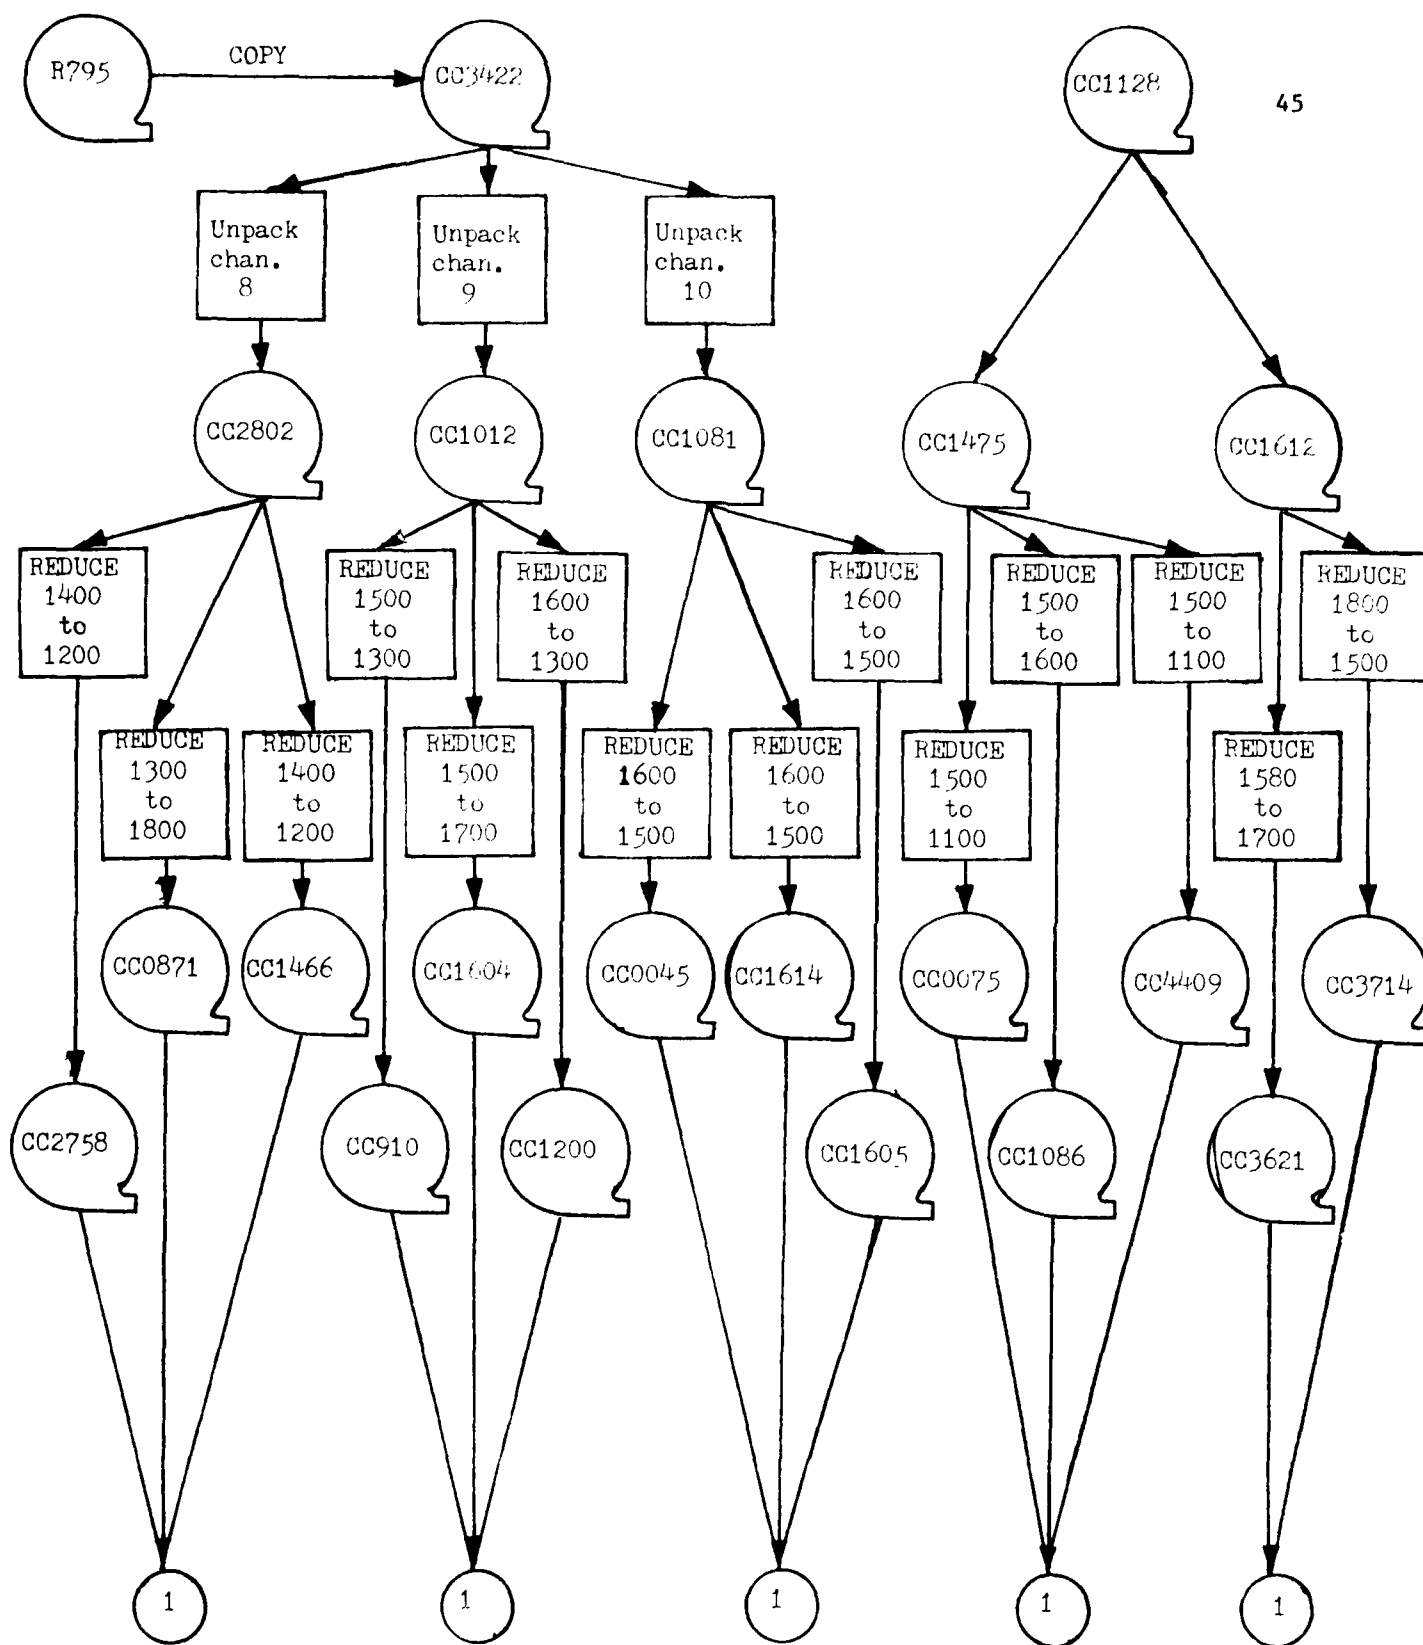 R795
COPY
CC3422
CC1128
45
Unpack
chan.
8
Unpack
chan.
9
Unpack
chan.
10
CC2802
CC1012
CC1081
CC1475
CC1612
REDUCE
1400
to
1200
REDUCE
1500
to
1300
REDUCE
1600
to
1300
REDUCE
1600
to
1500
REDUCE
1500
to
1600
REDUCE
1500
to
1100
REDUCE
1800
to
1500
REDUCE
1300
to
1800
REDUCE
1400
to
1200
REDUCE
1500
to
1700
REDUCE
1600
to
1500
REDUCE
1600
to
1500
REDUCE
1500
to
1100
REDUCE
1580
to
1700
CC0871
CC1466
CC1604
CC0045
CC1614
CC0075
CC4409
CC3714
CC2758
CC910
CC1200
CC1605
CC1086
CC3621
1
1
1
1
1